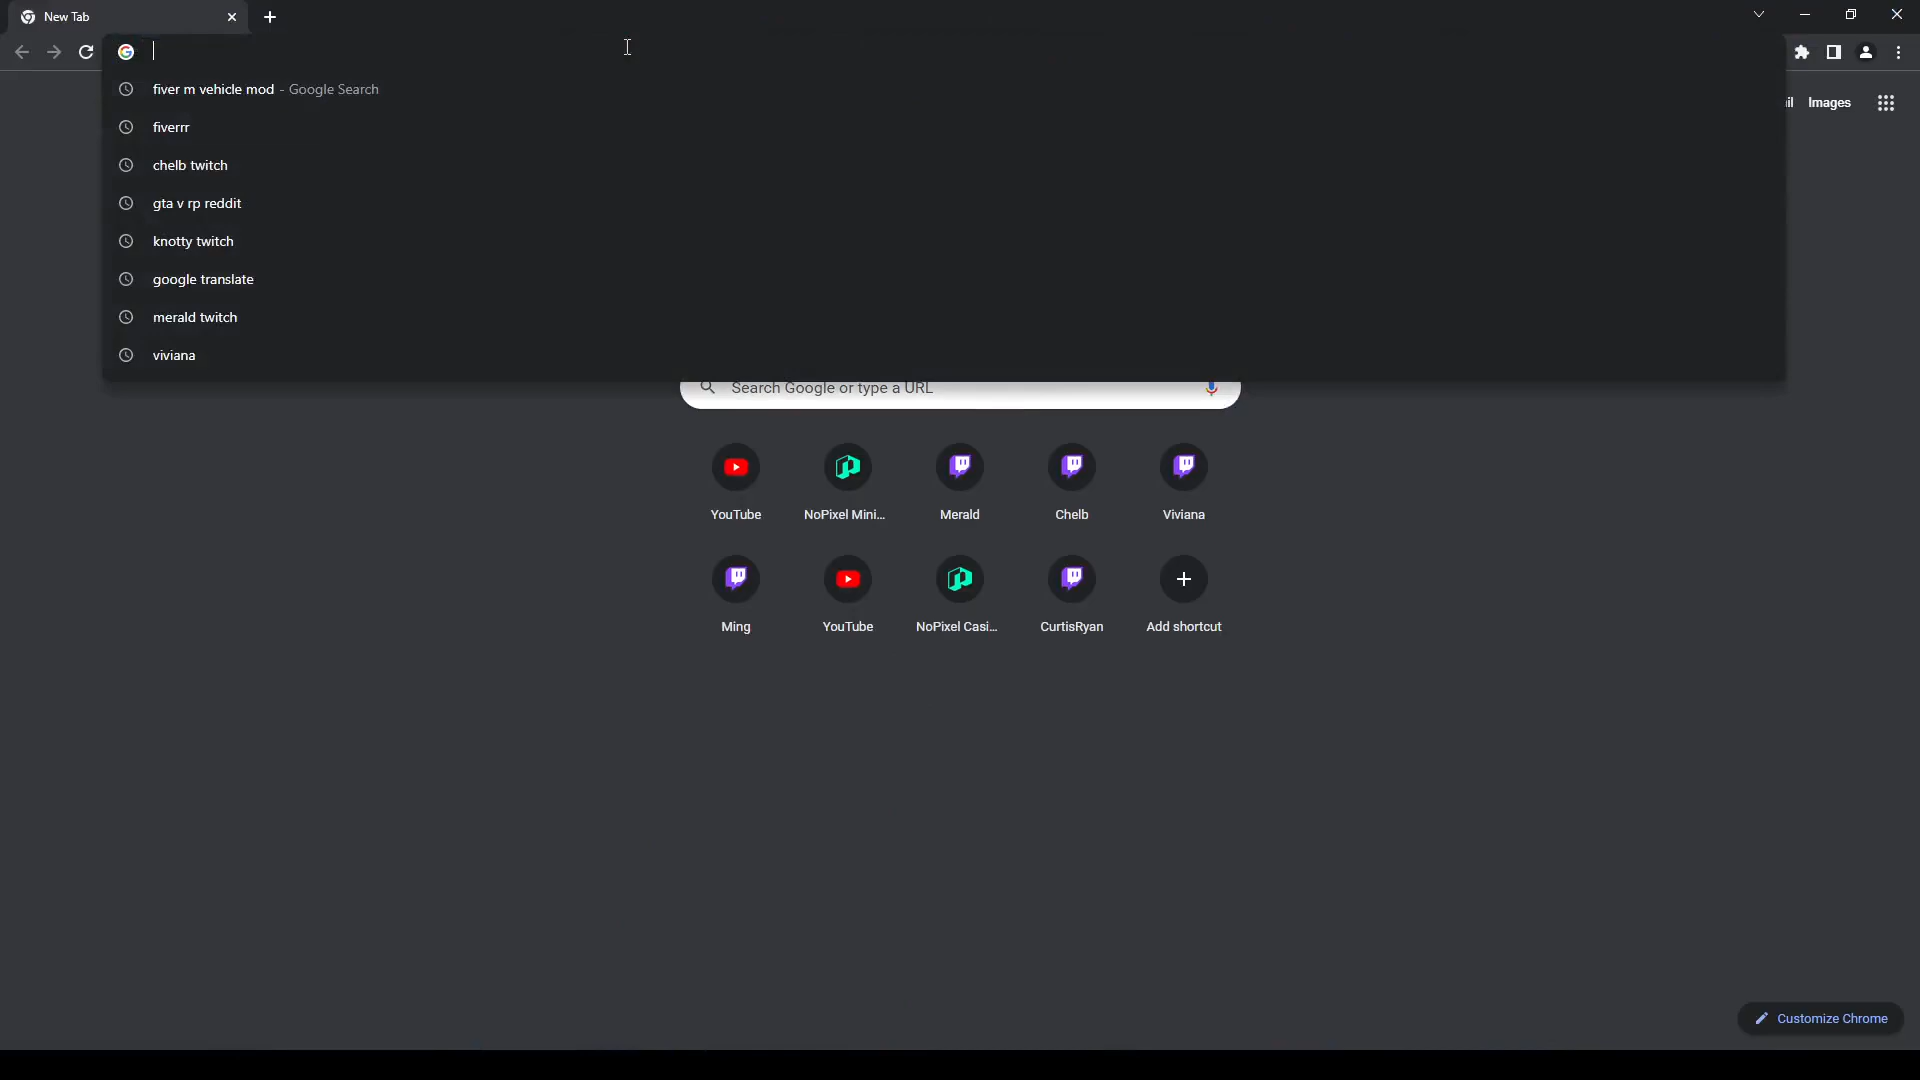 New Tab
fiver m vehicle mod - Google Search
fiverrr
chelb twitch
Images
gta v rp reddit
knotty twitch
google translate
merald twitch
viviana
Search Google or type a URL
YouTube
NoPixel Mini...
Merald
Chelb
Viviana
Ming
YouTube
NoPixel Casi...
CurtisRyan
Add shortcut
Customize Chrome